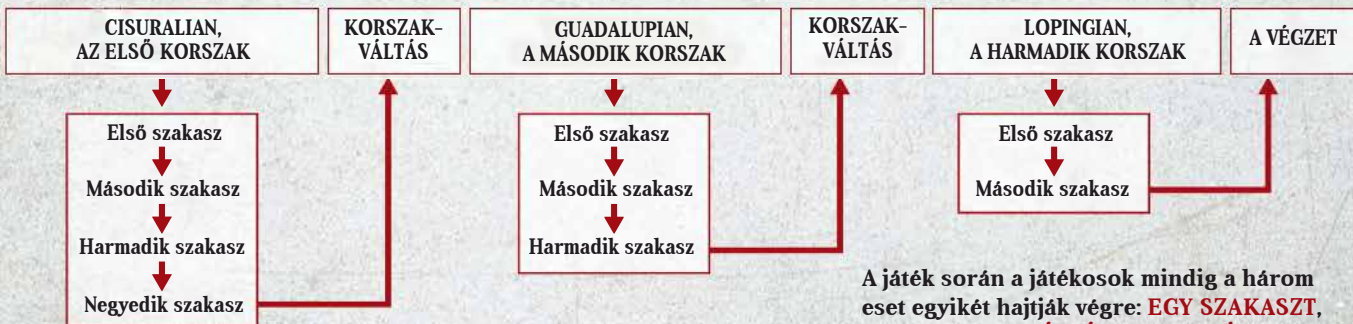 CISURALIAN,
AZ ELSŐ KORSZAK
KORSZAK-
VÁLTÁS
GUADALUPIAN,
A MÁSODIK KORSZAK
KORSZAK-
VÁLTÁS
LOPINGIAN,
A HARMADIK KORSZAK
A VÉGZET
Első szakasz
Második szakasz
Harmadik szakasz
Negyedik szakasz
Első szakasz
Második szakasz
Harmadik szakasz
Első szakasz
Második szakasz
A játék során a játékosok mindig a három
eset egyikét hajtják végre: EGY SZAKASZT,